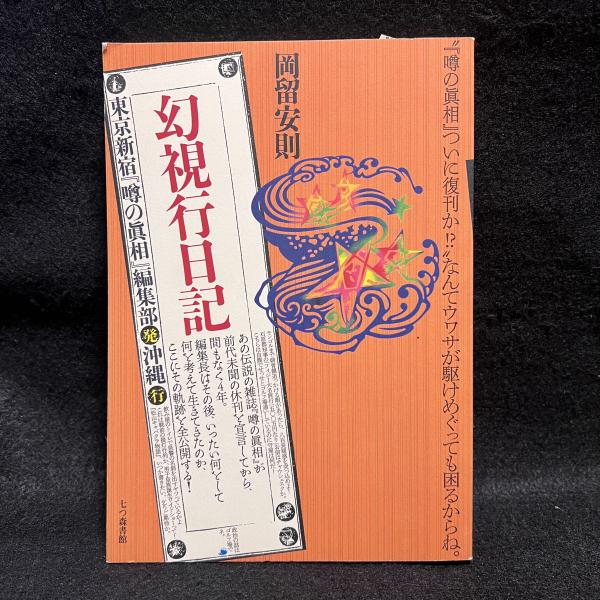 〝『噂の眞相』ついに復刊か!?〟なんてウワサが駆けめぐっても困るからね。
岡留安則
幻視行日記
東京新宿『噂の眞相』編集部発沖縄行
あの伝説の雑誌『噂の眞相』が
前代未聞の休刊を宣言してから、
間もなく4年。
編集長はその後、いったい何をして
何を考えて生きてきたのか、
ここにその軌跡を全公開する!
七つ森書館